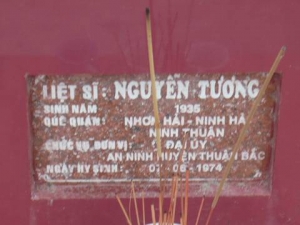 LIỆT SĨ: NGUYỄN TƯƠNG
SINH NĂM 1935
QUÊ QUÁN: NHƠN HẢI - NINH HẢ
NINH THUẬN
CHỨC VỤ, ĐƠN VỊ ĐẠI ÚY
AN NINH HUYỆN THUẬN BẮC
NGÀY HY SINH: 07-06-1974